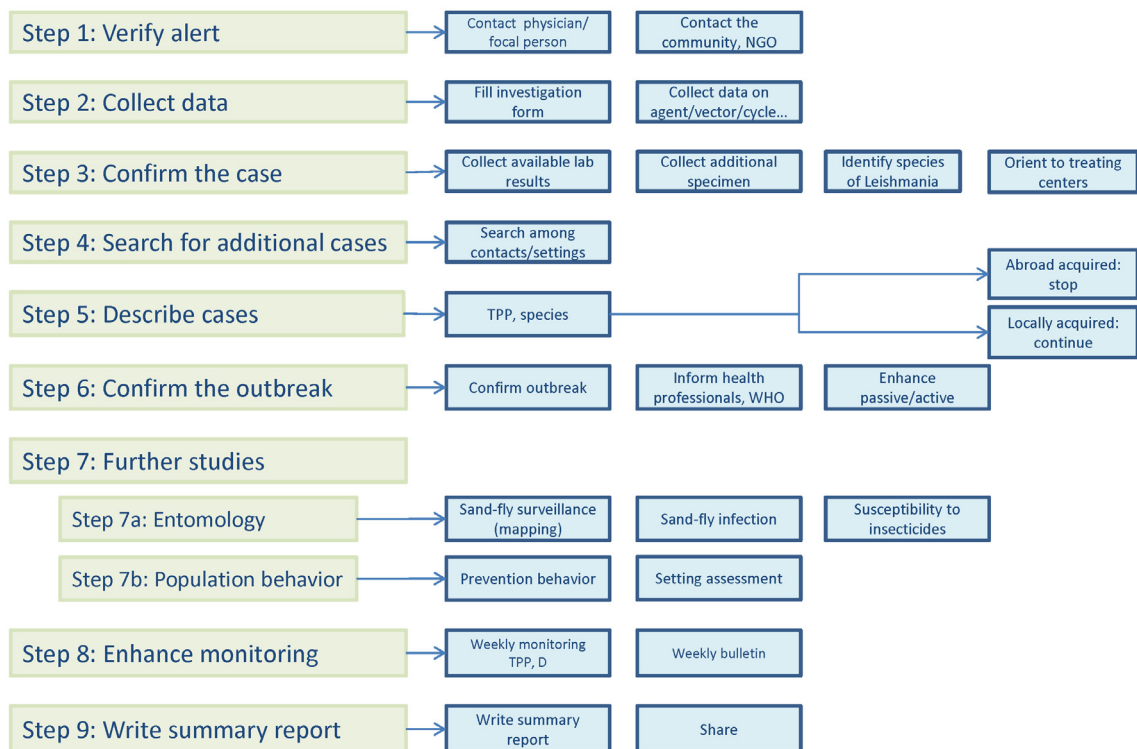 Step 1: Verify alert
Contact physician/
focal person
Contact the
community, NGO
Step 2: Collect data
Fill investigation
form
Collect data on
agent/vector/cycle...
Step 3: Confirm the case
Collect available lab
results
Collect additional
specimen
Identify species
of Leishmania
Orient to treating
centers
Step 4: Search for additional cases
Search among
contacts/settings
Abroad acquired:
stop
Step 5: Describe cases
TPP, species
Locally acquired:
continue
Step 6: Confirm the outbreak
Confirm outbreak
Inform health
professionals, WHO
Enhance
passive/active
Step 7: Further studies
Step 7a: Entomology
Sand-fly surveillance
(mapping)
Sand-fly infection
Susceptibility to
insecticides
Step 7b: Population behavior
Prevention behavior
Setting assessment
Step 8: Enhance monitoring
Weekly monitoring
TPP, D
Weekly bulletin
Step 9: Write summary report
Write summary
report
Share